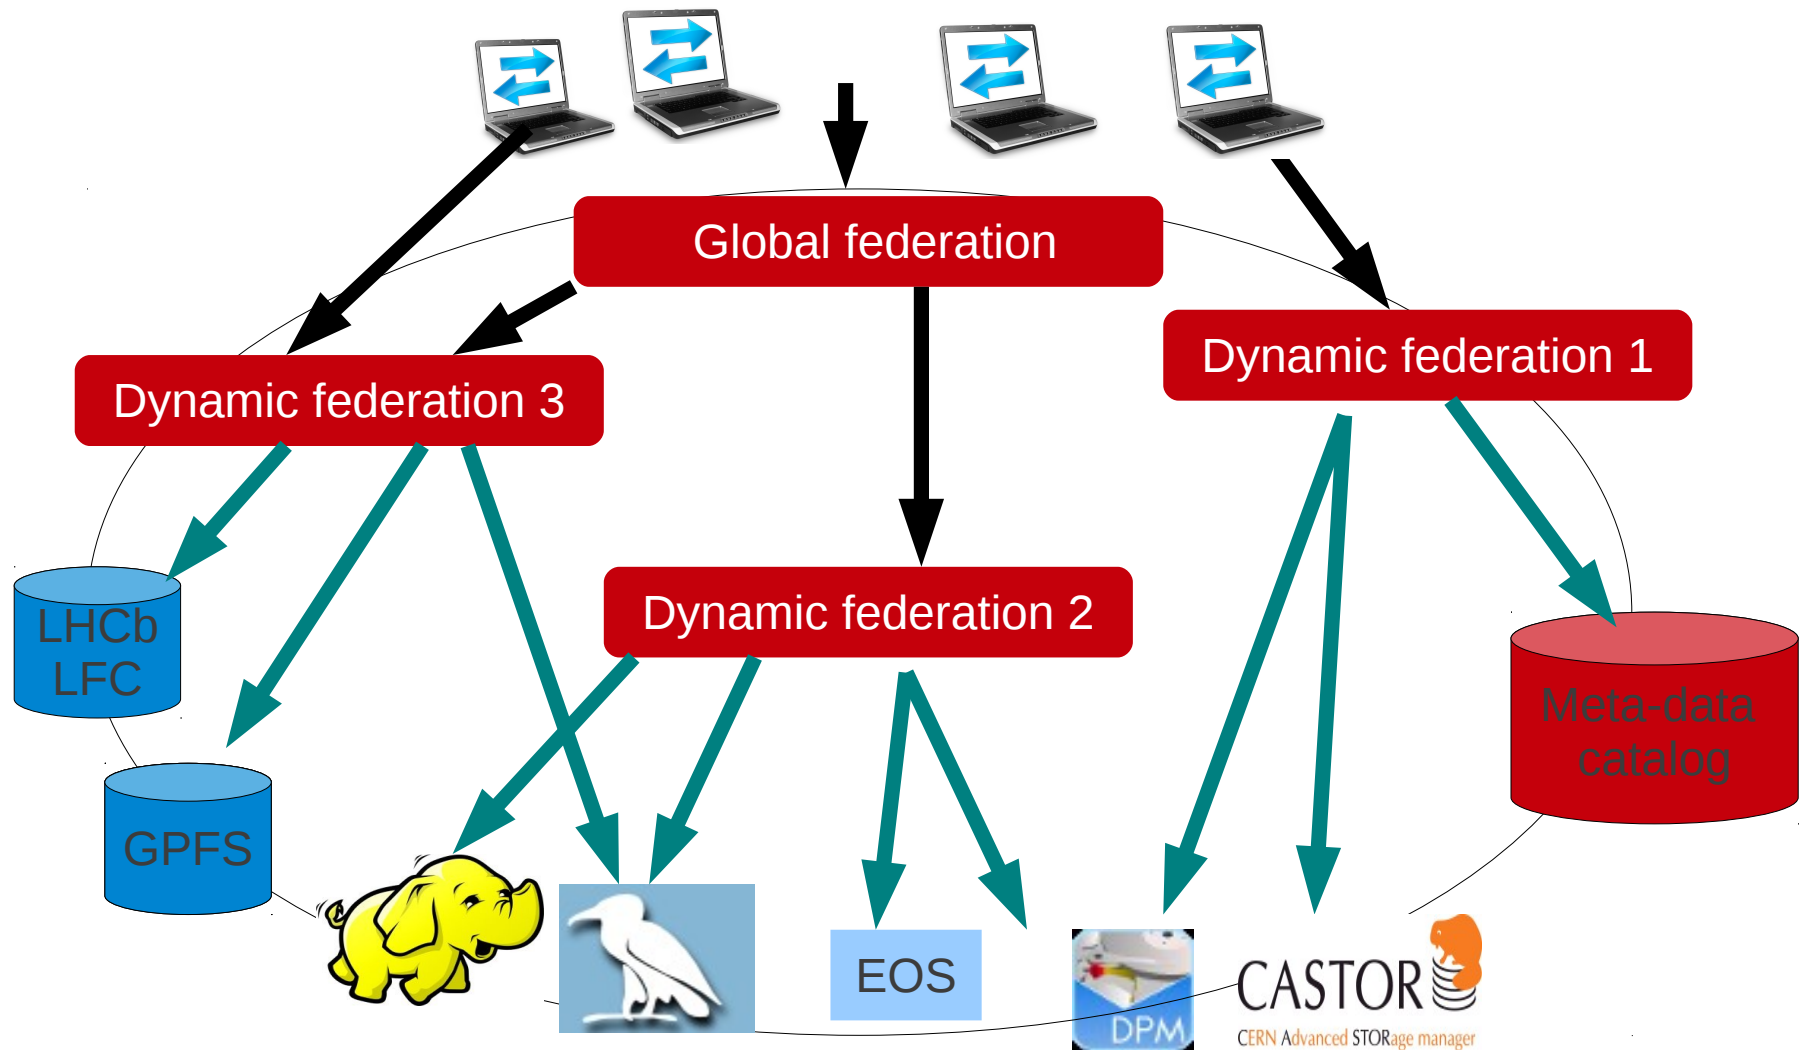 Global federation
Dynamic federation 1
Dynamic federation 3
Dynamic federation 2
LHCb
LFC
Meta-data
catalog
GPFS
EOS
DPM
CASTOR
CERN Advanced STORage manager